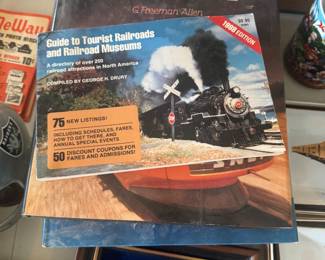 G. Freeman Allen
Guide to Tourist Railroads
and Railroad Museums
A directory of over 250
railroad attractions in North America
COMPILED BY GEORGE H. DRURY
1989 EDITION
75 NEW LISTINGS!
INCLUDING SCHEDULES, FARES,
HOW TO GET THERE, AND
ANNUAL SPECIAL EVENTS
50 DISCOUNT COUPONS FOR
FARES AND ADMISSIONS!